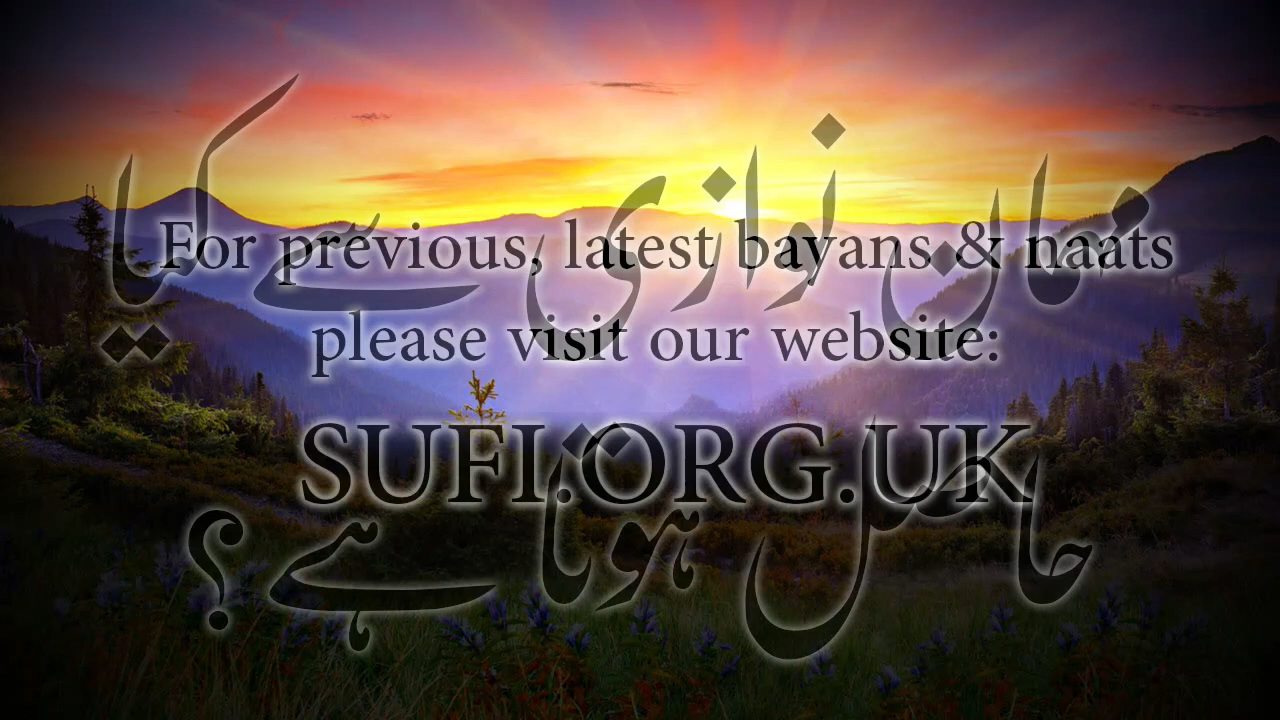 مہمان نوازی سے کیا
For previous, latest bayans & naats
please visit our website:
SUFI.ORG.UK
حاصل ہوتا ہے؟